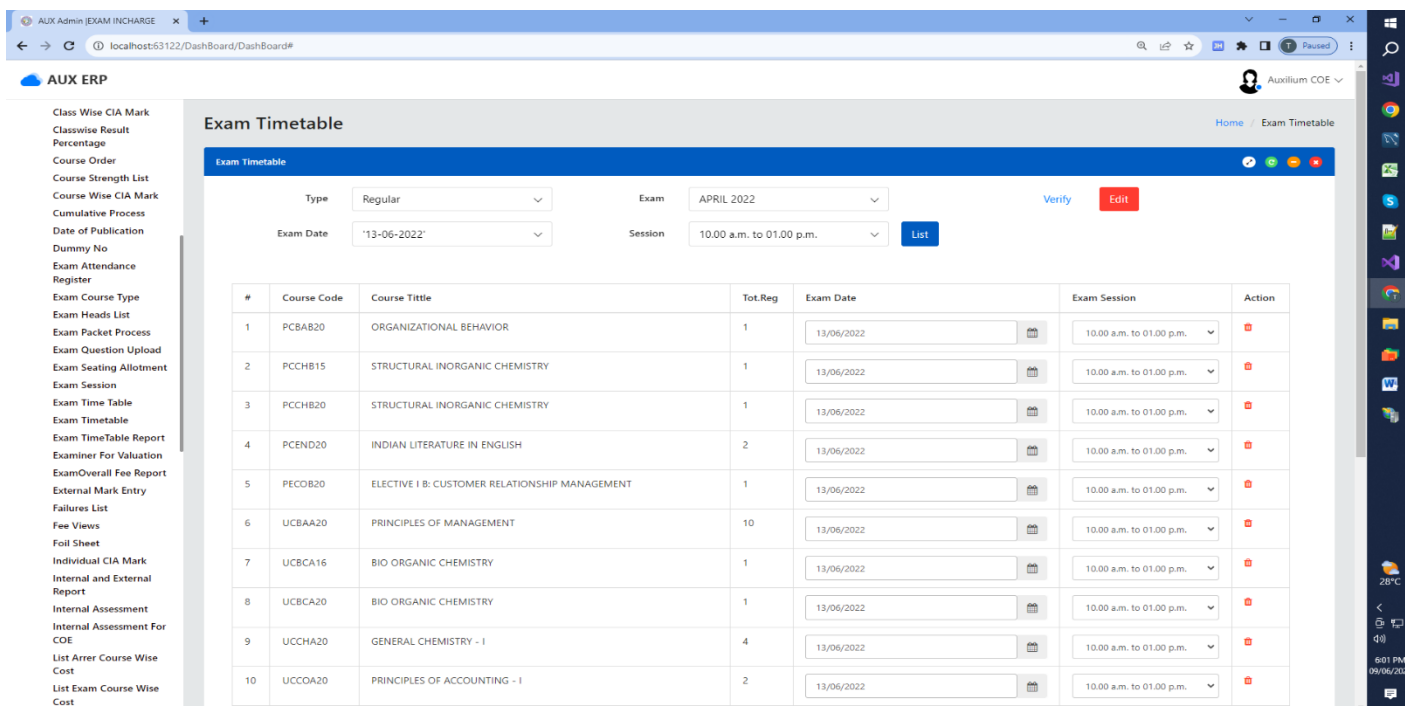 AUX Admin |EXAM INCHARGE
localhost:63122/DashBoard/DashBoard#
T Paused
AUX ERP
Auxilium COE
Class Wise CIA Mark
Classwise Result
Percentage
Course Order
Course Strength List
Course Wise CIA Mark
Cumulative Process
Date of Publication
Dummy No
Exam Attendance
Register
Exam Course Type
Exam Heads List
Exam Packet Process
Exam Question Upload
Exam Seating Allotment
Exam Session
Exam Time Table
Exam Timetable
Exam TimeTable Report
Examiner For Valuation
ExamOverall Fee Report
External Mark Entry
Failures List
Fee Views
Foil Sheet
Individual CIA Mark
Internal and External
Report
Internal Assessment
Internal Assessment For
COE
List Arrer Course Wise
Cost
List Exam Course Wise
Cost
Exam Timetable
Home / Exam Timetable
Exam Timetable
Type Regular Exam APRIL 2022 Verify Edit
Exam Date '13-06-2022' Session 10.00 a.m. to 01.00 p.m. List
# Course Code Course Tittle Tot.Reg Exam Date Exam Session Action
1 PCBAB20 ORGANIZATIONAL BEHAVIOR 1 13/06/2022 10.00 a.m. to 01.00 p.m.
2 PCCHB15 STRUCTURAL INORGANIC CHEMISTRY 1 13/06/2022 10.00 a.m. to 01.00 p.m.
3 PCCHB20 STRUCTURAL INORGANIC CHEMISTRY 1 13/06/2022 10.00 a.m. to 01.00 p.m.
4 PCEND20 INDIAN LITERATURE IN ENGLISH 2 13/06/2022 10.00 a.m. to 01.00 p.m.
5 PECOB20 ELECTIVE I B: CUSTOMER RELATIONSHIP MANAGEMENT 1 13/06/2022 10.00 a.m. to 01.00 p.m.
6 UCBAA20 PRINCIPLES OF MANAGEMENT 10 13/06/2022 10.00 a.m. to 01.00 p.m.
7 UCBCA16 BIO ORGANIC CHEMISTRY 1 13/06/2022 10.00 a.m. to 01.00 p.m.
8 UCBCA20 BIO ORGANIC CHEMISTRY 1 13/06/2022 10.00 a.m. to 01.00 p.m.
9 UCCHA20 GENERAL CHEMISTRY - I 4 13/06/2022 10.00 a.m. to 01.00 p.m.
10 UCCOA20 PRINCIPLES OF ACCOUNTING - I 2 13/06/2022 10.00 a.m. to 01.00 p.m.
28°C
6:01 PM